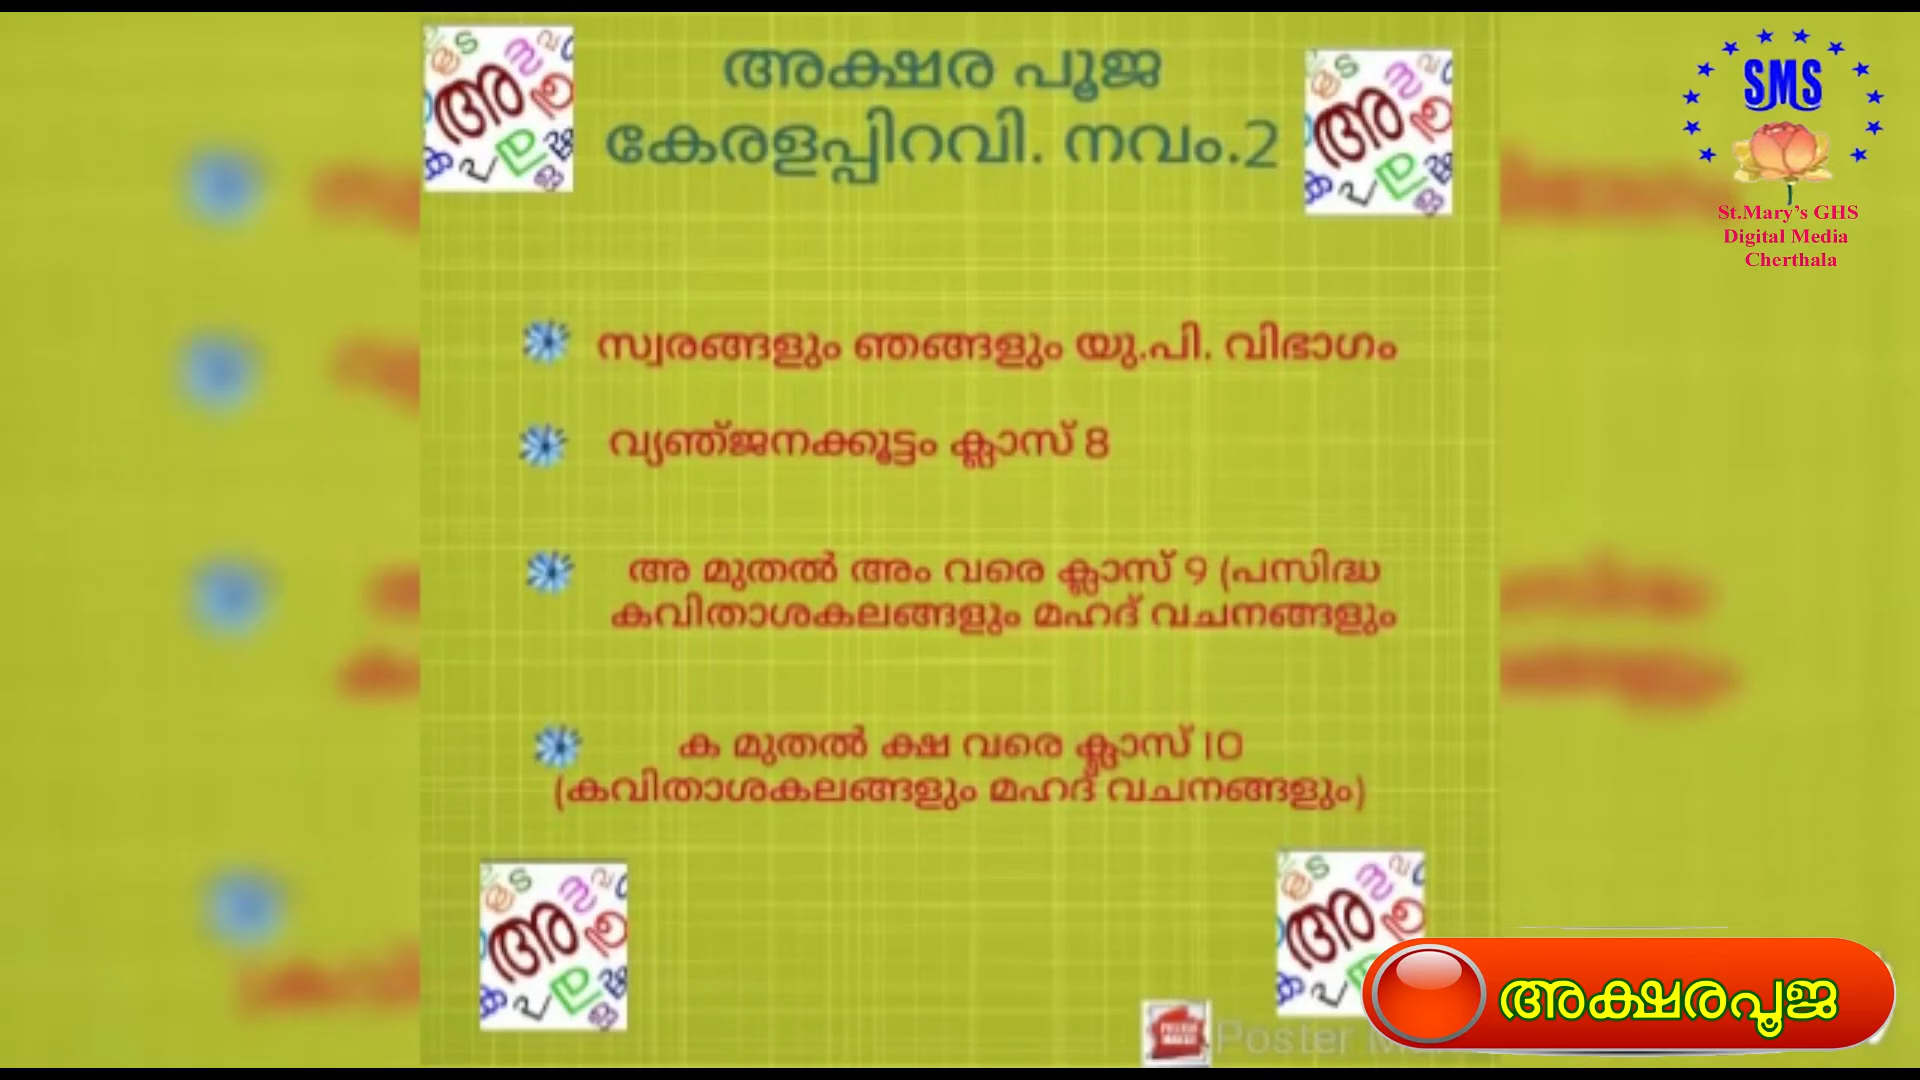 അക്ഷര പൂജ
കേരളപ്പിറവി. നവം.2
SMS
St.Mary's GHS
Digital Media
Cherthala
സ്വരങ്ങളും ഞങ്ങളും യു.പി. വിഭാഗം
വ്യഞ്ജനക്കൂട്ടം ക്ലാസ് 8
അ മുതൽ അം വരെ ക്ലാസ് 9 (പസിദ്ധ
കവിതാശകലങ്ങളും മഹദ് വചനങ്ങളും
ക മുതൽ ക്ഷ വരെ ക്ലാസ് 10
(കവിതാശകലങ്ങളും മഹദ് വചനങ്ങളും)
Poster
അക്ഷരപൂജ